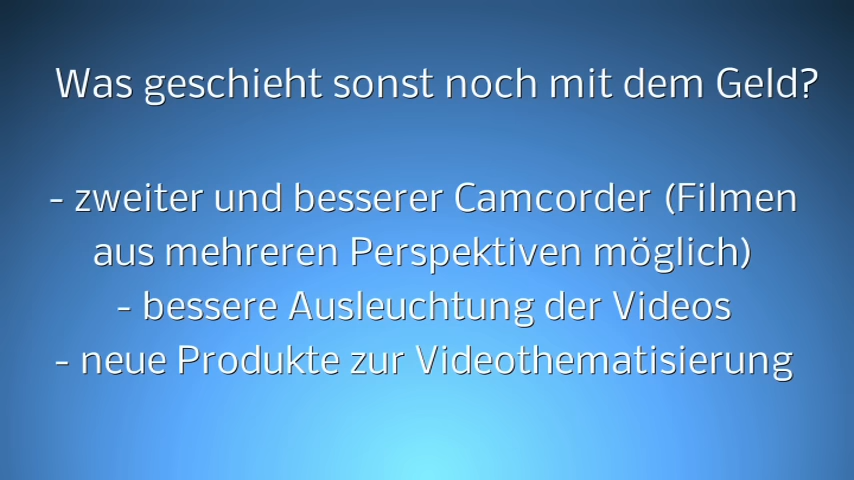 Was geschieht sonst noch mit dem Geld?
- zweiter und besserer Camcorder (Filmen
aus mehreren Perspektiven möglich)
- bessere Ausleuchtung der Videos
- neue Produkte zur Videothematisierung